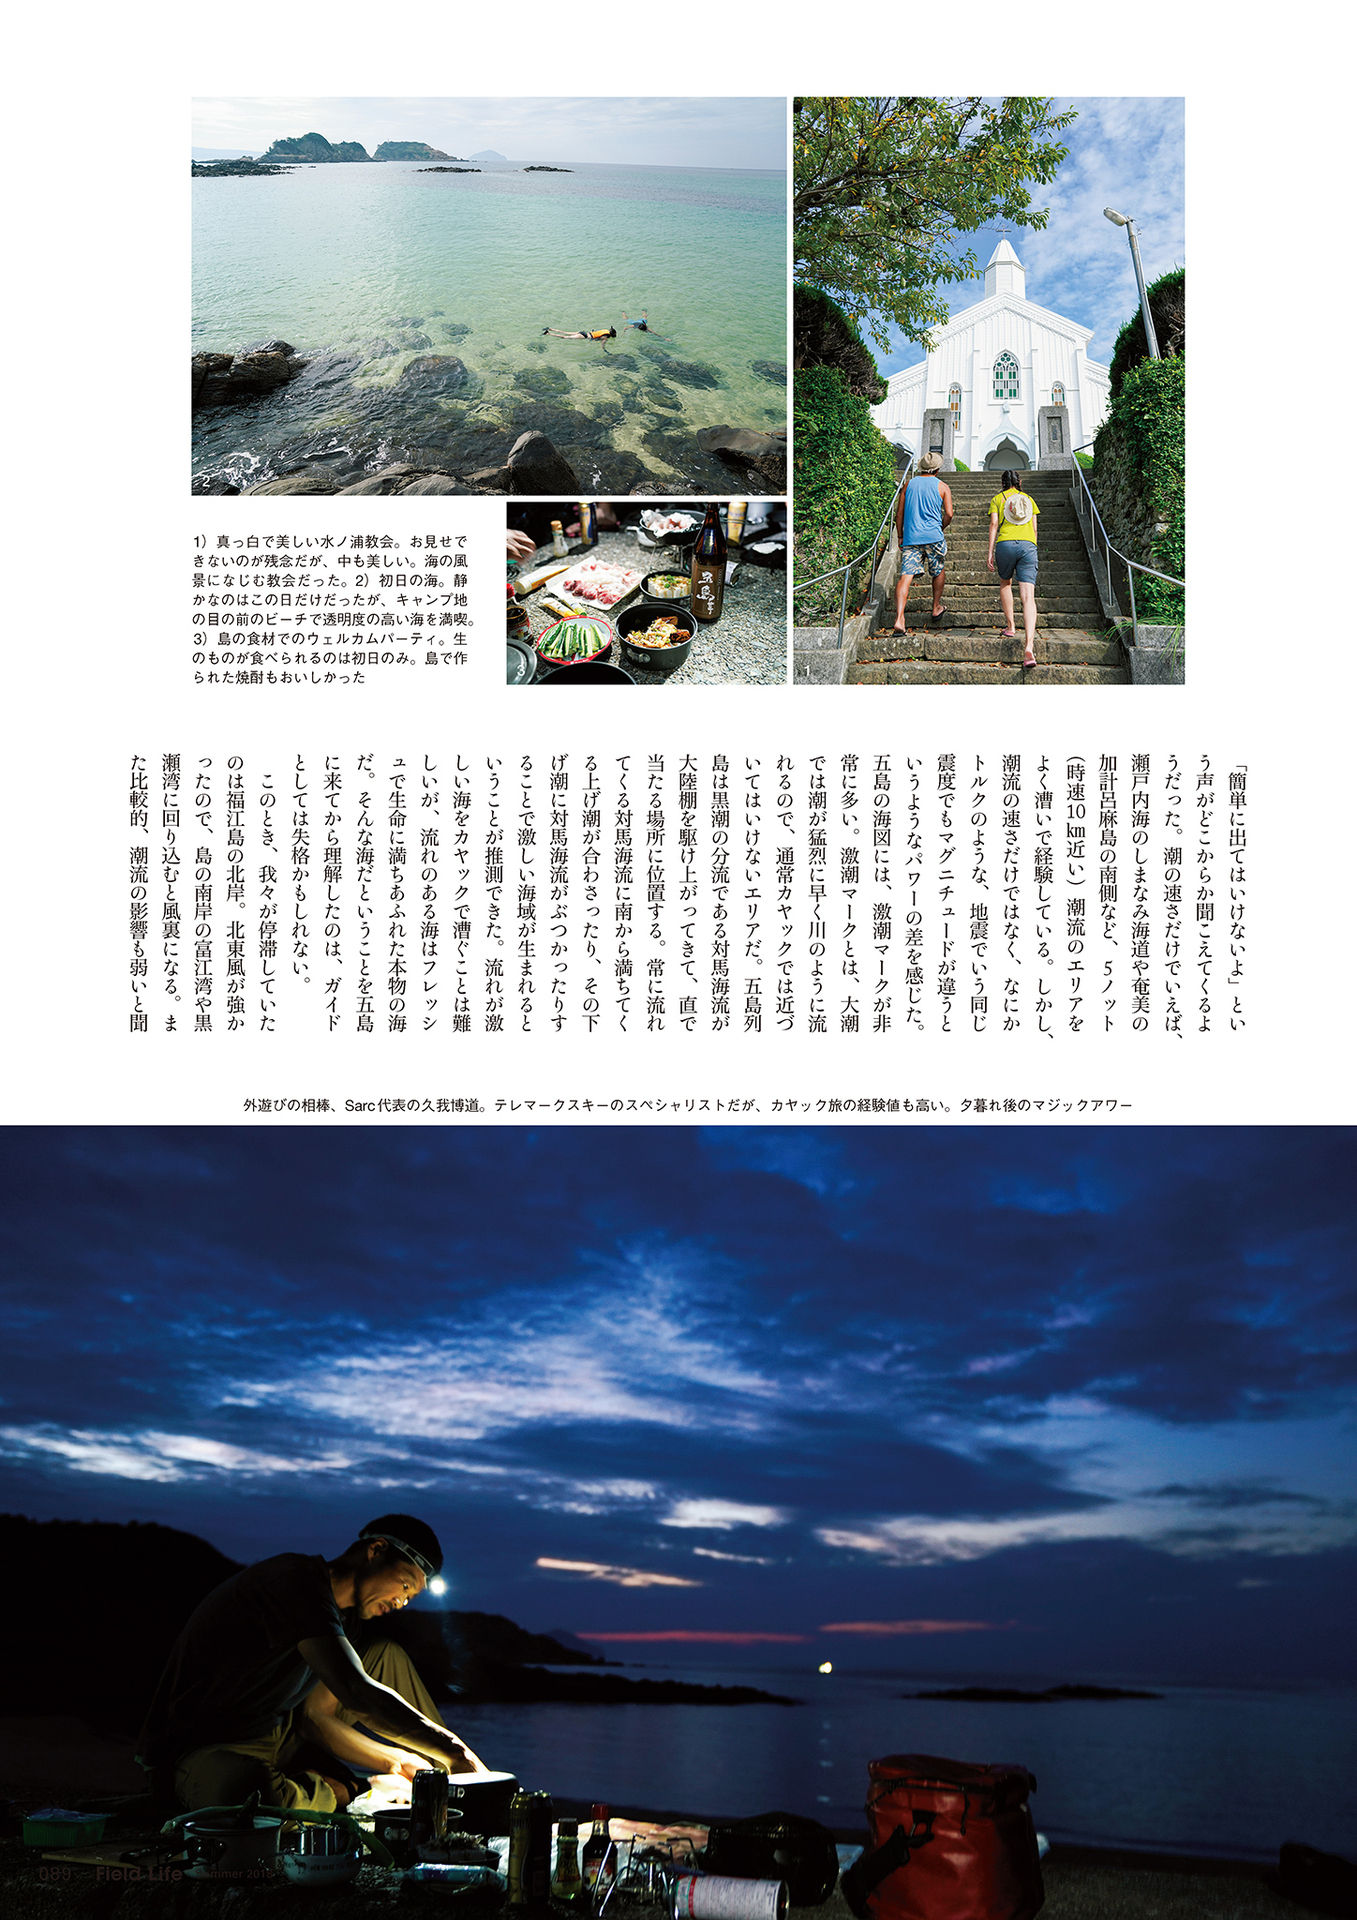 1）真っ白で美しい水ノ浦教会。お見せで
きないのが残念だが、中も美しい。海の風
景になじむ教会だった。2）初日の海。静
かなのはこの日だけだったが、キャンプ地
の目の前のビーチで透明度の高い海を満喫。
3）島の食材でのウェルカムパーティ。生
のものが食べられるのは初日のみ。島で作
られた焼酎もおいしかった
2
1
五島芋
「簡単に出てはいけないよ」とい
う声がどこからか聞こえてくるよ
うだった。潮の速さだけでいえば、
瀬戸内海のしまなみ海道や奄美の
加計呂麻島の南側など、5ノット
（時速10㎞近い）潮流のエリアを
よく漕いで経験している。しかし、
潮流の速さだけではなく、なにか
トルクのような、地震でいう同じ
震度でもマグニチュードが違うと
いうようなパワーの差を感じた。
五島の海図には、激潮マークが非
常に多い。激潮マークとは、大潮
では潮が猛烈に早く川のように流
れるので、通常カヤックでは近づ
いてはいけないエリアだ。五島列
島は黒潮の分流である対馬海流が
大陸棚を駆け上がってきて、直で
当たる場所に位置する。常に流れ
てくる対馬海流に南から満ちてく
る上げ潮が合わさったり、その下
げ潮に対馬海流がぶつかったりす
ることで激しい海域が生まれると
いうことが推測できた。流れが激
しい海をカヤックで漕ぐことは難
しいが、流れのある海はフレッシ
ュで生命に満ちあふれた本物の海
だ。そんな海だということを五島
に来てから理解したのは、ガイド
としては失格かもしれない。
このとき、我々が停滞していた
のは福江島の北岸。北東風が強か
ったので、島の南岸の富江湾や黒
瀬湾に回り込むと風裏になる。ま
た比較的、潮流の影響も弱いと聞
外遊びの相棒、Sarc代表の久我博道。テレマークスキーのスペシャリストだが、カヤック旅の経験値も高い。夕暮れ後のマジックアワー
089 Field Life